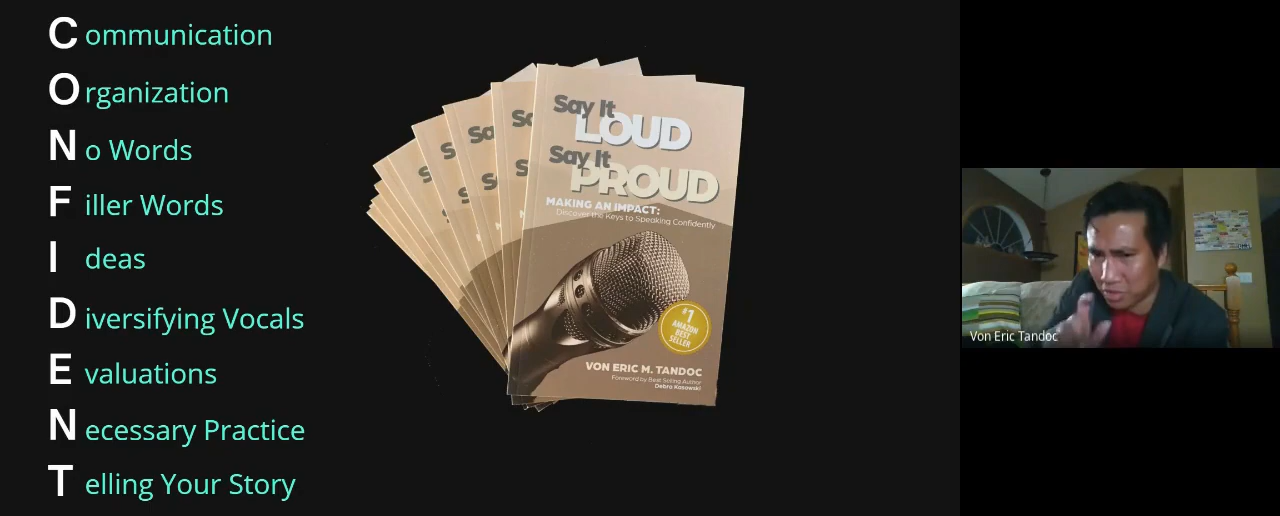 Communication
Organization
No Words
Filler Words
Ideas
Diversifying Vocals
Evaluations
Necessary Practice
Telling Your Story
Say It
LOUD
Say It
PROUD
MAKING AN IMPACT:
Discover the Keys to Speaking Confidently
#1
AMAZON
BEST
SELLER
VON ERIC M. TANDOC
Foreword by Best Selling Author
Debra Kasowski
Von Eric Tandoc